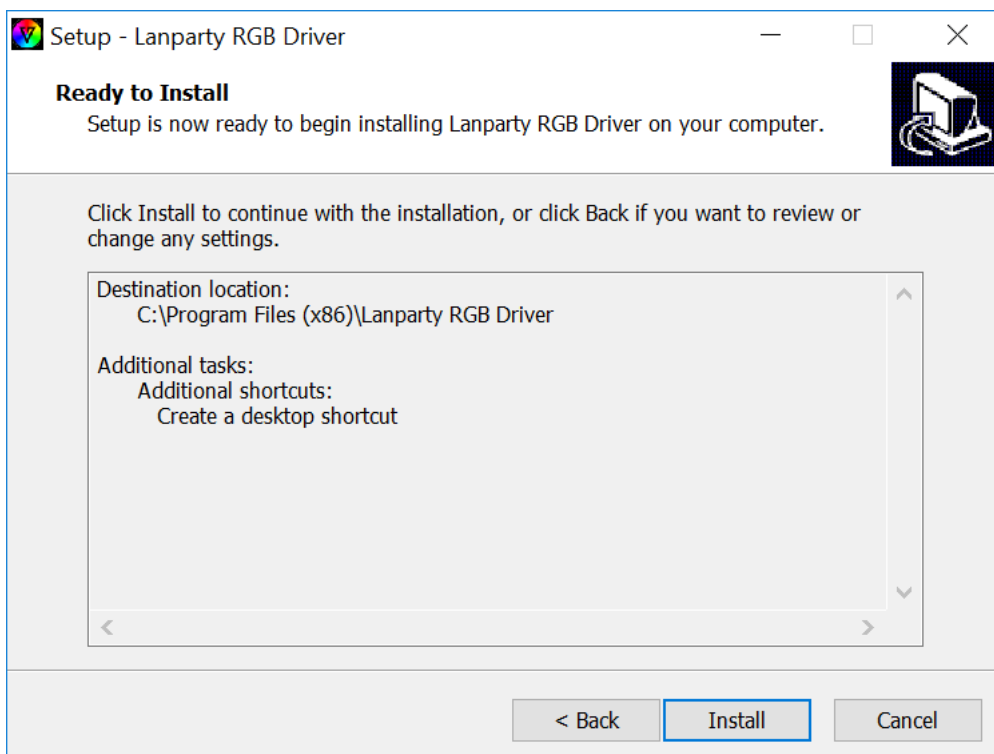 Setup - Lanparty RGB Driver
Ready to Install
Setup is now ready to begin installing Lanparty RGB Driver on your computer.
Click Install to continue with the installation, or click Back if you want to review or
change any settings.
Destination location:
C:\Program Files (x86)\Lanparty RGB Driver
Additional tasks:
Additional shortcuts:
Create a desktop shortcut
< Back Install Cancel